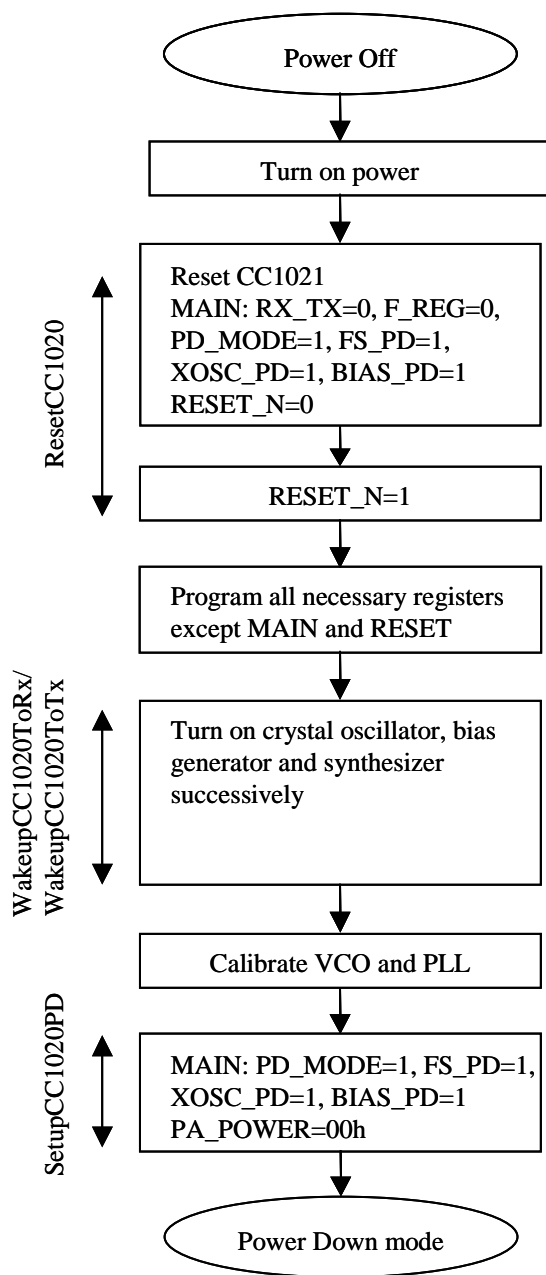 Power Off
Turn on power
ResetCC1020
Reset CC1021
MAIN: RX_TX=0, F_REG=0,
PD_MODE=1, FS_PD=1,
XOSC_PD=1, BIAS_PD=1
RESET_N=0
RESET_N=1
Program all necessary registers
except MAIN and RESET
WakeupCC1020ToRx/
WakeupCC1020ToTx
Turn on crystal oscillator, bias
generator and synthesizer
successively
Calibrate VCO and PLL
SetupCC1020PD
MAIN: PD_MODE=1, FS_PD=1,
XOSC_PD=1, BIAS_PD=1
PA_POWER=00h
Power Down mode